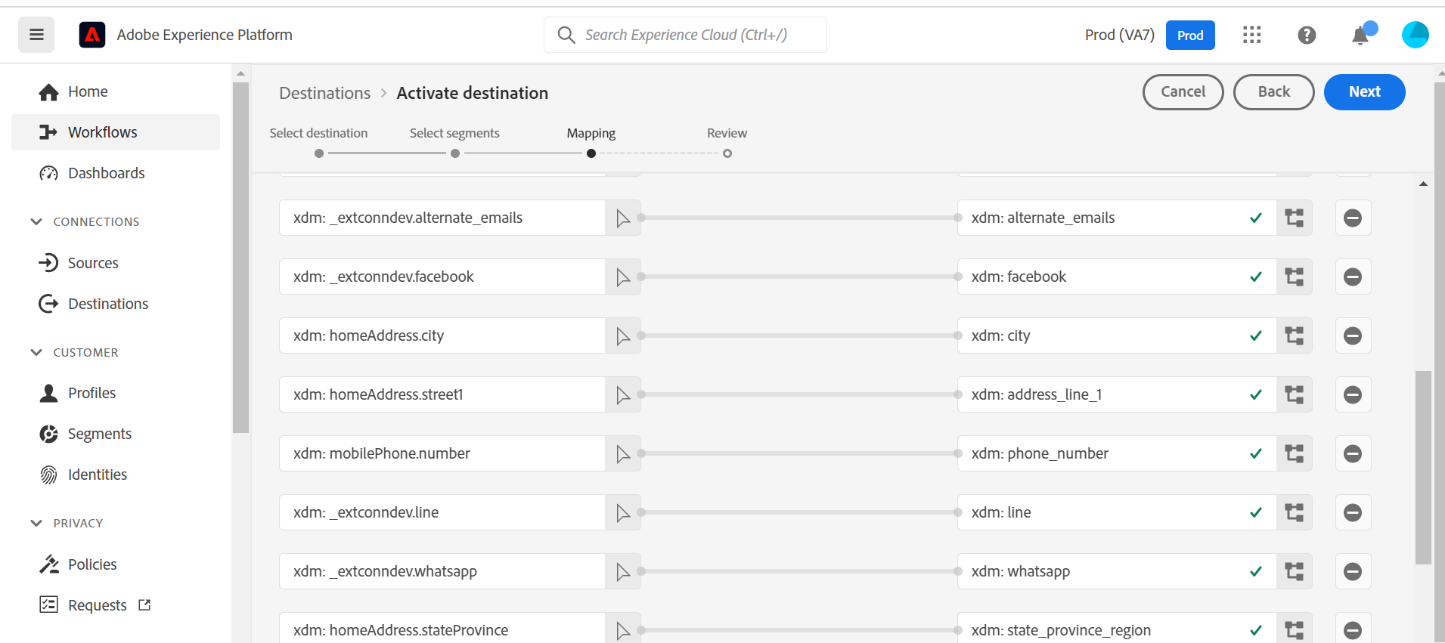 Adobe Experience Platform
Search Experience Cloud (Ctrl+/)
Prod (VA7)
Prod
Home
Workflows
Dashboards
CONNECTIONS
Sources
Destinations
CUSTOMER
Profiles
Segments
Identities
PRIVACY
Policies
Requests
Destinations > Activate destination
Cancel
Back
Next
Select destination
Select segments
Mapping
Review
xdm: _extconndev.alternate_emails
xdm: alternate_emails
xdm: _extconndev.facebook
xdm: facebook
xdm: homeAddress.city
xdm: city
xdm: homeAddress.street1
xdm: address_line_1
xdm: mobilePhone.number
xdm: phone_number
xdm: _extconndev.line
xdm: line
xdm: _extconndev.whatsapp
xdm: whatsapp
xdm: homeAddress.stateProvince
xdm: state_province_region